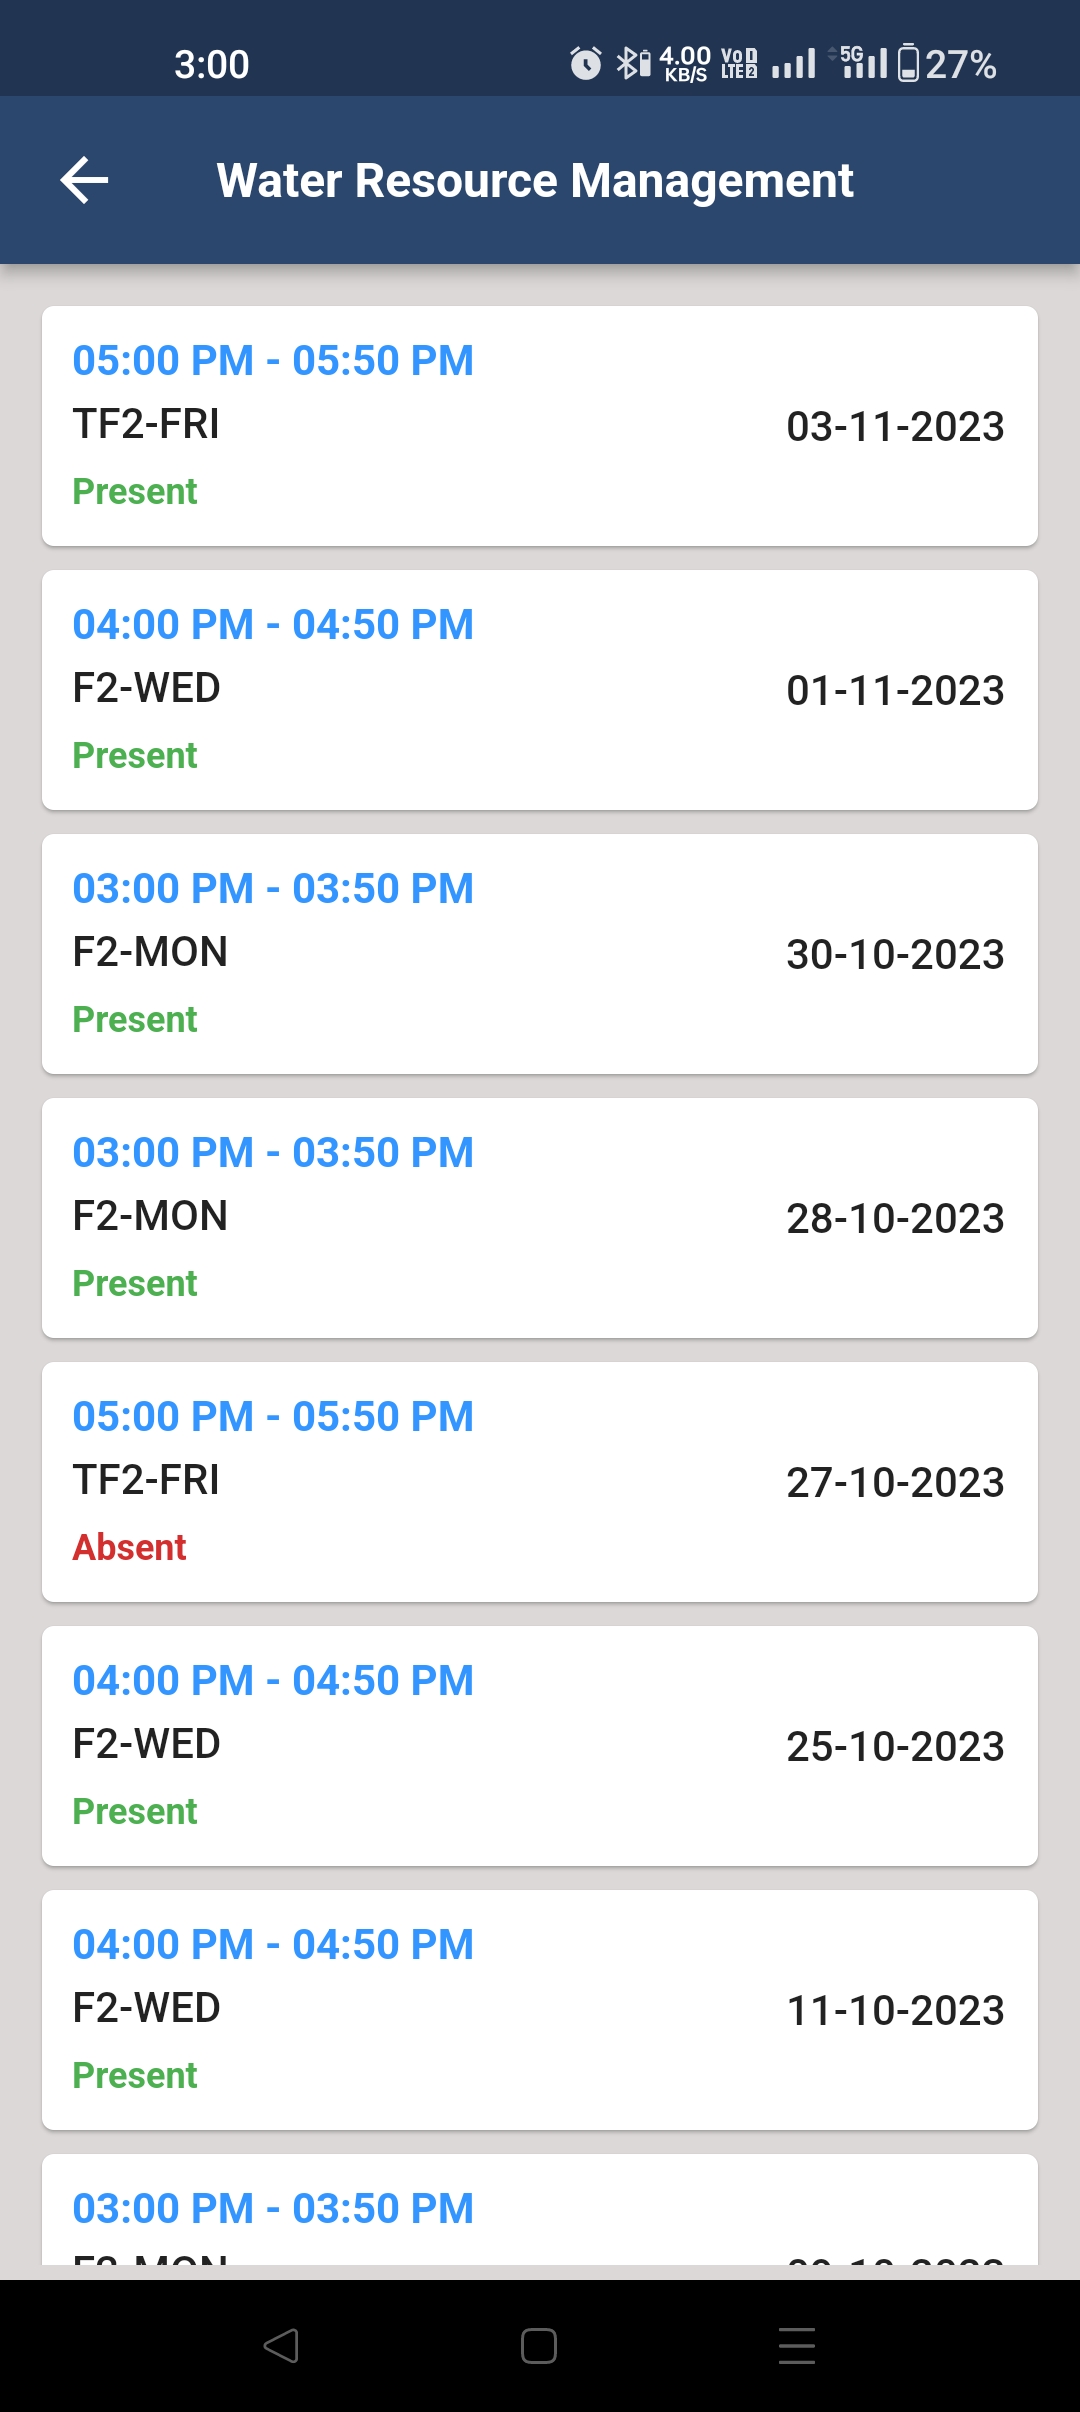 3:00 4.00 KB/S VoLTE 1 2 5G 27%
Water Resource Management
05:00 PM - 05:50 PM
TF2-FRI
03-11-2023
Present
04:00 PM - 04:50 PM
F2-WED
01-11-2023
Present
03:00 PM - 03:50 PM
F2-MON
30-10-2023
Present
03:00 PM - 03:50 PM
F2-MON
28-10-2023
Present
05:00 PM - 05:50 PM
TF2-FRI
27-10-2023
Absent
04:00 PM - 04:50 PM
F2-WED
25-10-2023
Present
04:00 PM - 04:50 PM
F2-WED
11-10-2023
Present
03:00 PM - 03:50 PM
F2-MON